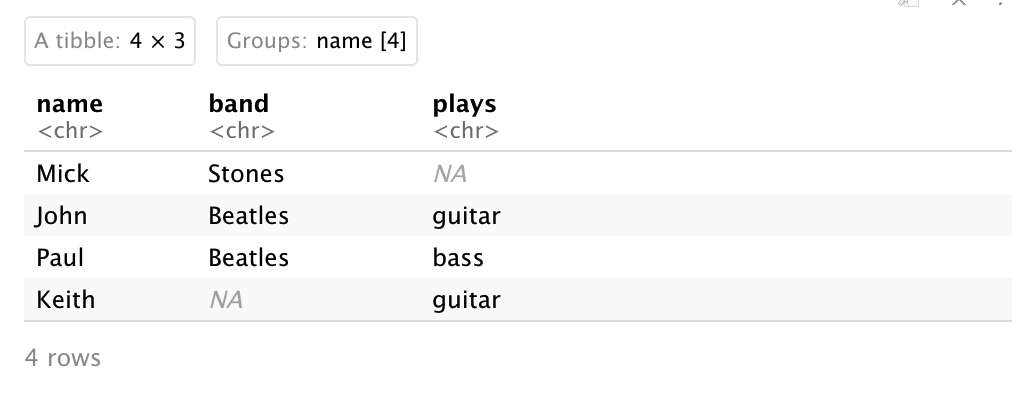 A tibble: 4 × 3 Groups: name [4]
name band plays
<chr> <chr> <chr>
Mick Stones NA
John Beatles guitar
Paul Beatles bass
Keith NA guitar
4 rows